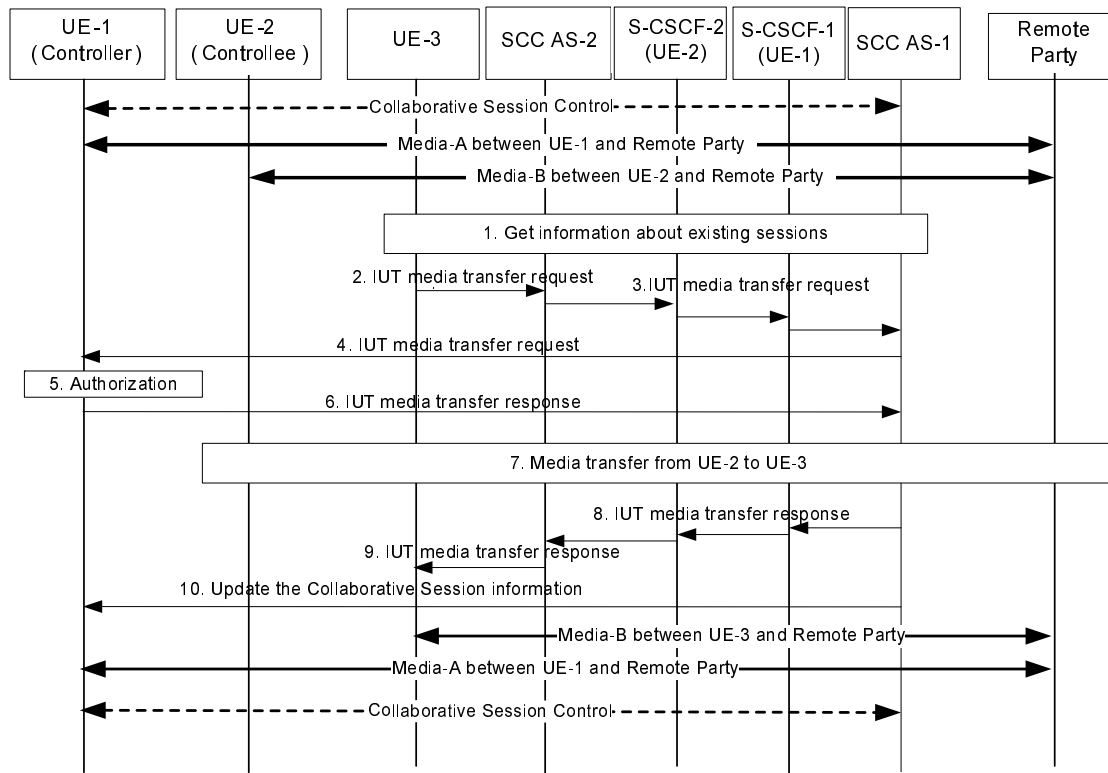 UE-1
( Controller )
UE-2
( Controllee )
UE-3
SCC AS-2
S-CSCF-2
(UE-2)
S-CSCF-1
(UE-1)
SCC AS-1
Remote
Party
Collaborative Session Control
Media-A between UE-1 and Remote Party
Media-B between UE-2 and Remote Party
1. Get information about existing sessions
2. IUT media transfer request
3.IUT media transfer request
4. IUT media transfer request
5. Authorization
6. IUT media transfer response
7. Media transfer from UE-2 to UE-3
8. IUT media transfer response
9. IUT media transfer response
10. Update the Collaborative Session information
Media-B between UE-3 and Remote Party
Media-A between UE-1 and Remote Party
Collaborative Session Control